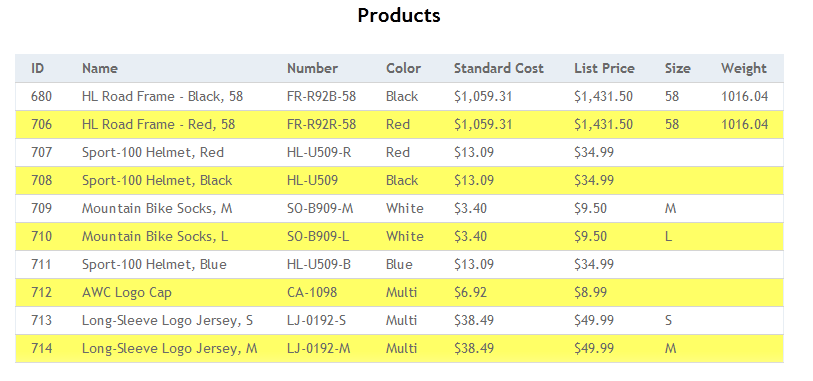 Products
ID Name Number Color Standard Cost List Price Size Weight
680 HL Road Frame - Black, 58 FR-R92B-58 Black $1,059.31 $1,431.50 58 1016.04
706 HL Road Frame - Red, 58 FR-R92R-58 Red $1,059.31 $1,431.50 58 1016.04
707 Sport-100 Helmet, Red HL-U509-R Red $13.09 $34.99
708 Sport-100 Helmet, Black HL-U509 Black $13.09 $34.99
709 Mountain Bike Socks, M SO-B909-M White $3.40 $9.50 M
710 Mountain Bike Socks, L SO-B909-L White $3.40 $9.50 L
711 Sport-100 Helmet, Blue HL-U509-B Blue $13.09 $34.99
712 AWC Logo Cap CA-1098 Multi $6.92 $8.99
713 Long-Sleeve Logo Jersey, S LJ-0192-S Multi $38.49 $49.99 S
714 Long-Sleeve Logo Jersey, M LJ-0192-M Multi $38.49 $49.99 M